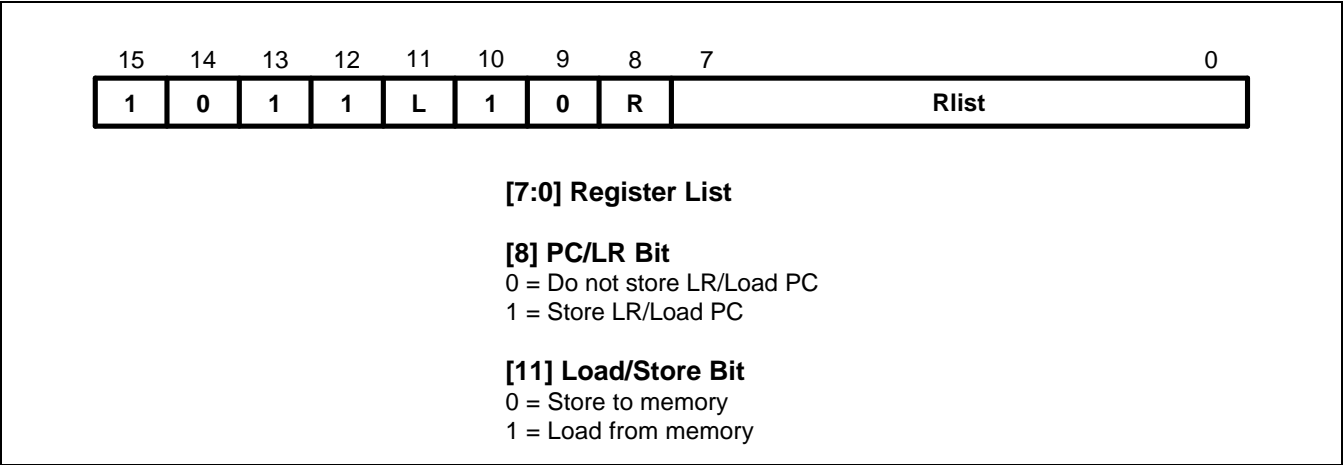 15 14 13 12 11 10 9 8 7 0
1 0 1 1 L 1 0 R Rlist
[7:0] Register List
[8] PC/LR Bit
0 = Do not store LR/Load PC
1 = Store LR/Load PC
[11] Load/Store Bit
0 = Store to memory
1 = Load from memory